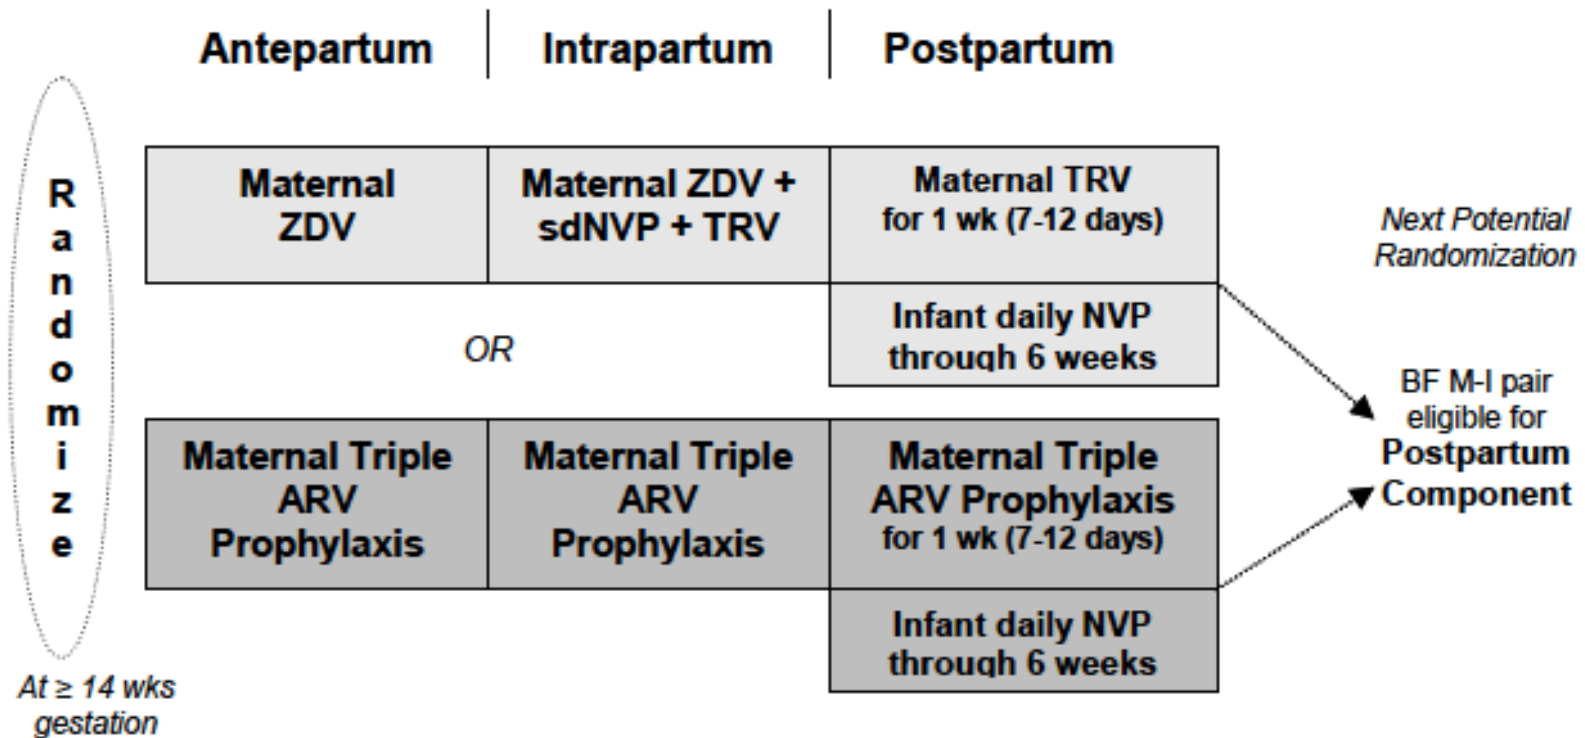 Antepartum
Intrapartum
Postpartum
Randomize
At ≥ 14 wks
gestation
Maternal
ZDV
Maternal ZDV +
sdNVP + TRV
Maternal TRV
for 1 wk (7-12 days)
Infant daily NVP
through 6 weeks
OR
Maternal Triple
ARV
Prophylaxis
Maternal Triple
ARV
Prophylaxis
Maternal Triple
ARV Prophylaxis
for 1 wk (7-12 days)
Infant daily NVP
through 6 weeks
Next Potential
Randomization
BF M-I pair
eligible for
Postpartum
Component